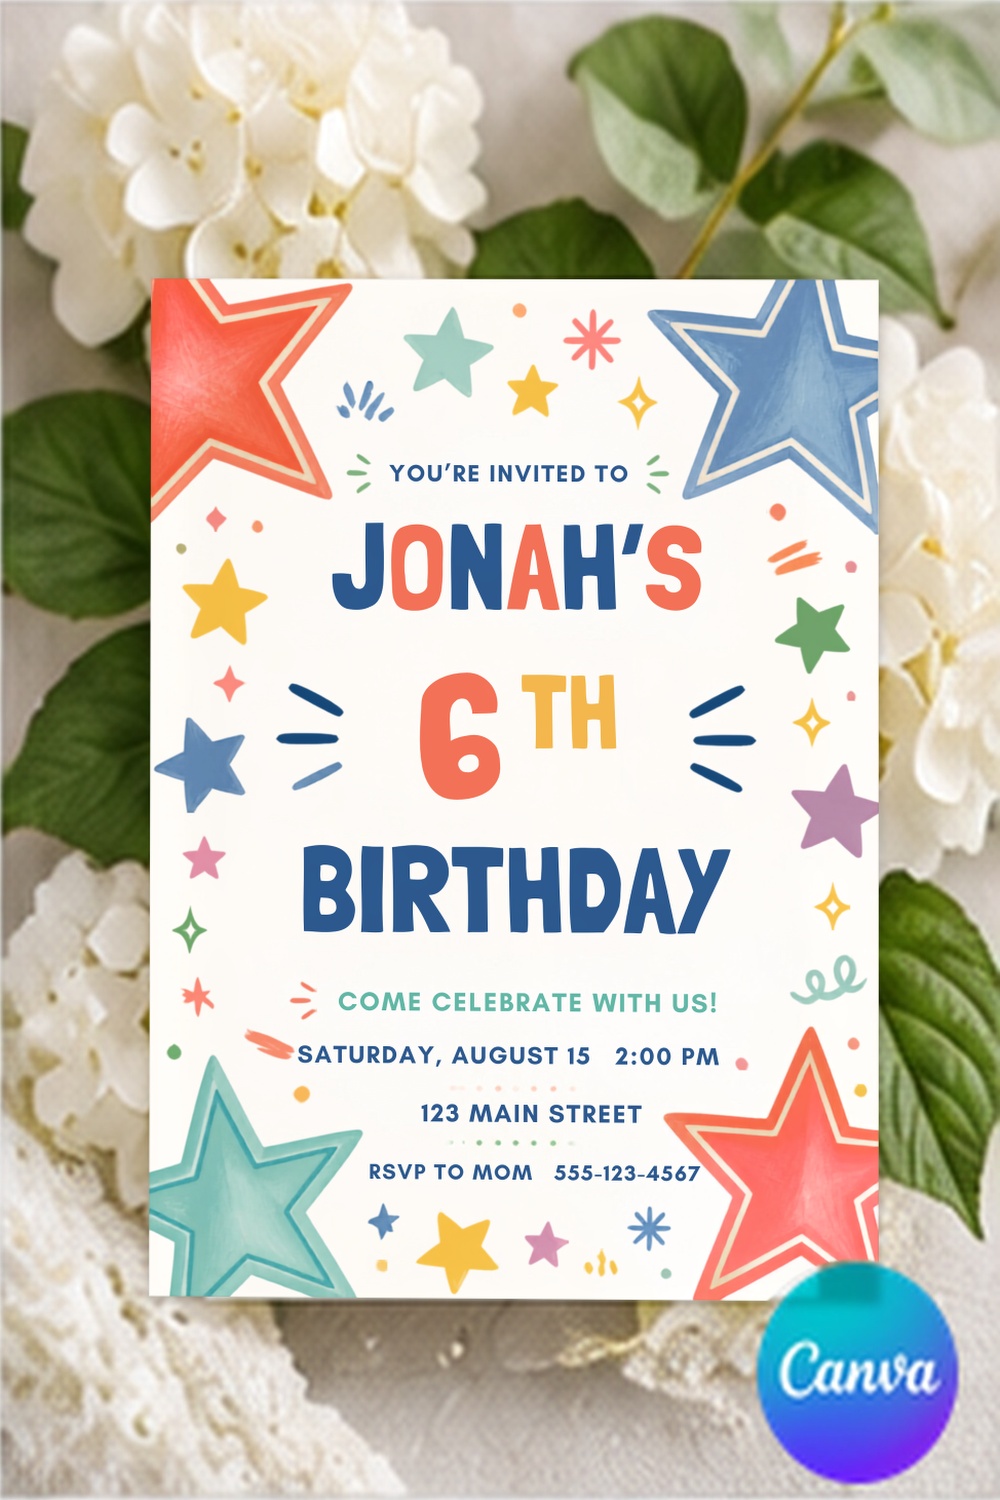 YOU'RE INVITED TO
JONAH'S
6TH
BIRTHDAY
COME CELEBRATE WITH US!
SATURDAY, AUGUST 15 2:00 PM
123 MAIN STREET
RSVP TO MOM 555-123-4567
Canva